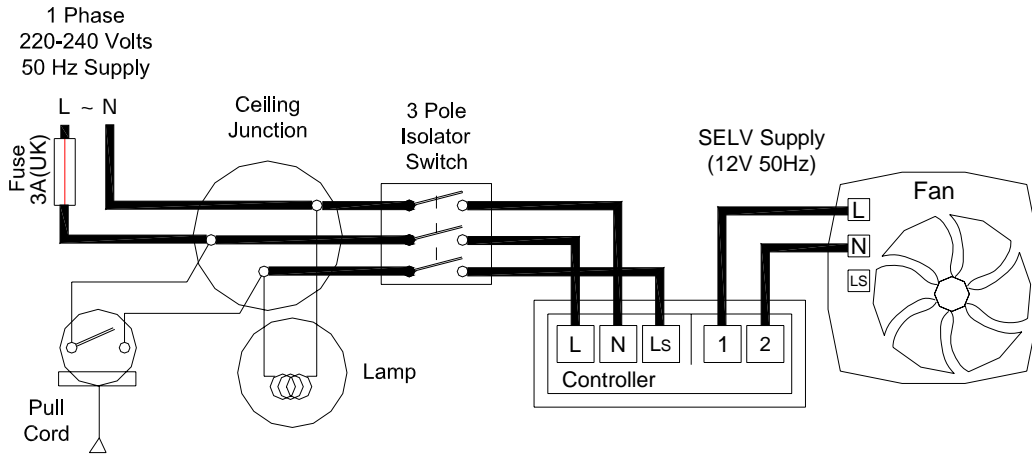 1 Phase
220-240 Volts
50 Hz Supply
L ~ N
Fuse
3A(UK)
Ceiling
Junction
3 Pole
Isolator
Switch
SELV Supply
(12V 50Hz)
Fan
L
N
LS
L N Ls 1 2
Controller
Lamp
Pull
Cord